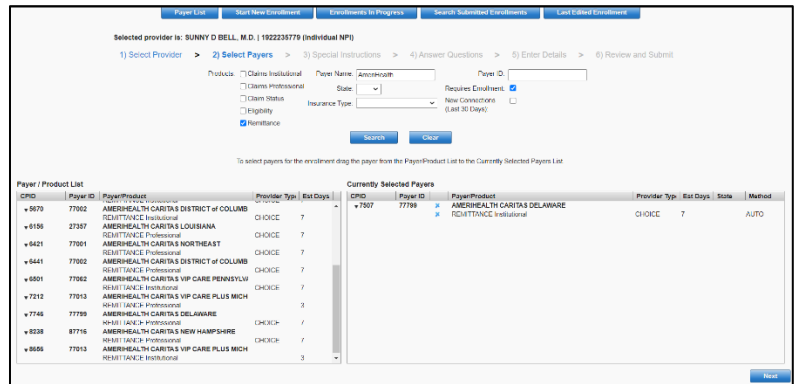 Payer List Start New Enrollment Enrollments In Progress Search Submitted Enrollments Last Edited Enrollment
Selected provider is: SUNNY D BELL, M.D. | 1922235779 (Individual NPI)
1) Select Provider > 2) Select Payers > 3) Special Instructions > 4) Answer Questions > 5) Enter Details > 6) Review and Submit
Products: Claims Institutional Payer Name: AmeriHealth Payer ID:
Claims Professional State: Requires Enrollment:
Claim Status Insurance Type: New Connections
Eligibility (Last 30 Days):
Remittance
Search Clear
To select payers for the enrollment drag the payer from the Payer/Product List to the Currently Selected Payers List
Payer / Product List Currently Selected Payers
CPID Payer ID Payer/Product Provider Type Est Days CPID Payer ID Payer/Product Provider Typ Est Days State Method
5670 77002 AMERIHEALTH CARITAS DISTRICT of COLUMB 7507 77799 x AMERIHEALTH CARITAS DELAWARE
REMITTANCE Institutional CHOICE 7 x REMITTANCE Institutional CHOICE 7 AUTO
6156 27357 AMERIHEALTH CARITAS LOUISIANA
REMITTANCE Professional CHOICE 7
6421 77001 AMERIHEALTH CARITAS NORTHEAST
REMITTANCE Professional CHOICE 7
6441 77002 AMERIHEALTH CARITAS DISTRICT of COLUMB
REMITTANCE Professional CHOICE 7
6501 77062 AMERIHEALTH CARITAS VIP CARE PENNSYLV
REMITTANCE Professional CHOICE 7
7212 77013 AMERIHEALTH CARITAS VIP CARE PLUS MICH
REMITTANCE Professional 3
7746 77799 AMERIHEALTH CARITAS DELAWARE
REMITTANCE Professional CHOICE 7
8238 87716 AMERIHEALTH CARITAS NEW HAMPSHIRE
REMITTANCE Professional CHOICE 7
8686 77013 AMERIHEALTH CARITAS VIP CARE PLUS MICH
REMITTANCE Institutional 3
Next